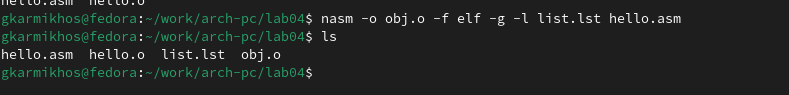 hello.asm  hello.o
gkarmikhos@fedora:~/work/arch-pc/lab04$ nasm -o obj.o -f elf -g -l list.lst hello.asm
gkarmikhos@fedora:~/work/arch-pc/lab04$ ls
hello.asm  hello.o  list.lst  obj.o
gkarmikhos@fedora:~/work/arch-pc/lab04$